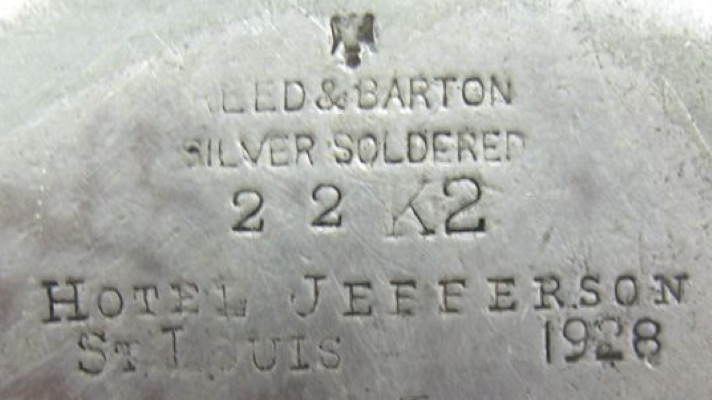 REED & BARTON
SILVER SOLDERED
2 2 K2
HOTEL JEFFERSON
ST. LOUIS 1928